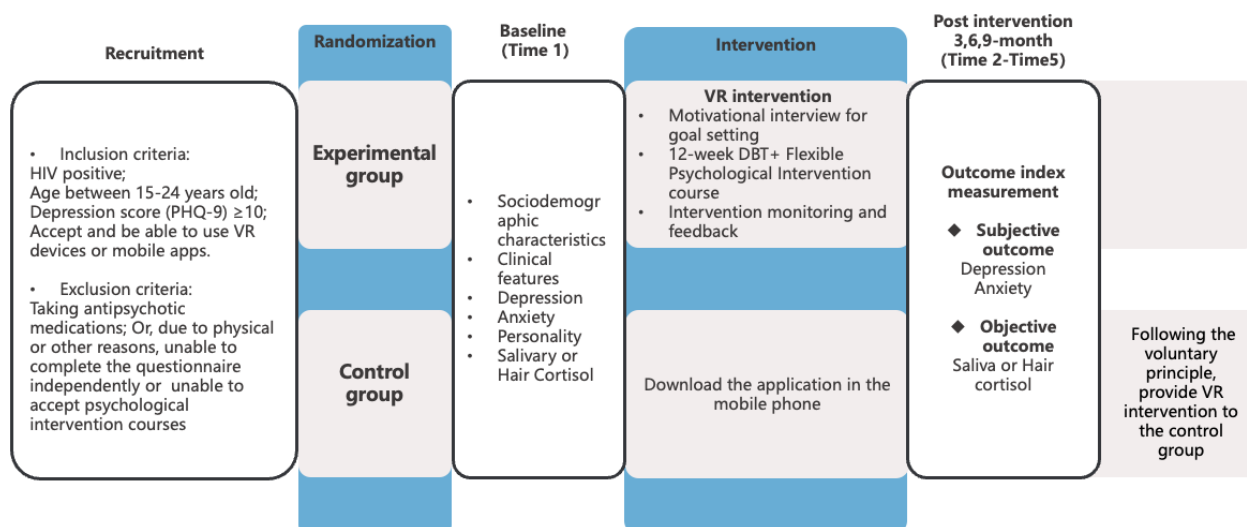 Recruitment
• Inclusion criteria:
HIV positive;
Age between 15-24 years old;
Depression score (PHQ-9) ≥10;
Accept and be able to use VR
devices or mobile apps.
• Exclusion criteria:
Taking antipsychotic
medications; Or, due to physical
or other reasons, unable to
complete the questionnaire
independently or unable to
accept psychological
intervention courses
Randomization
Experimental
group
Control
group
Baseline
(Time 1)
• Sociodemogr
aphic
characteristics
• Clinical
features
• Depression
• Anxiety
• Personality
• Salivary or
Hair Cortisol
Intervention
VR intervention
• Motivational interview for
goal setting
• 12-week DBT+ Flexible
Psychological Intervention
course
• Intervention monitoring and
feedback
Download the application in the
mobile phone
Post intervention
3,6,9-month
(Time 2-Time5)
Outcome index
measurement
◆ Subjective
outcome
Depression
Anxiety
◆ Objective
outcome
Saliva or Hair
cortisol
Following the
voluntary
principle,
provide VR
intervention to
the control
group